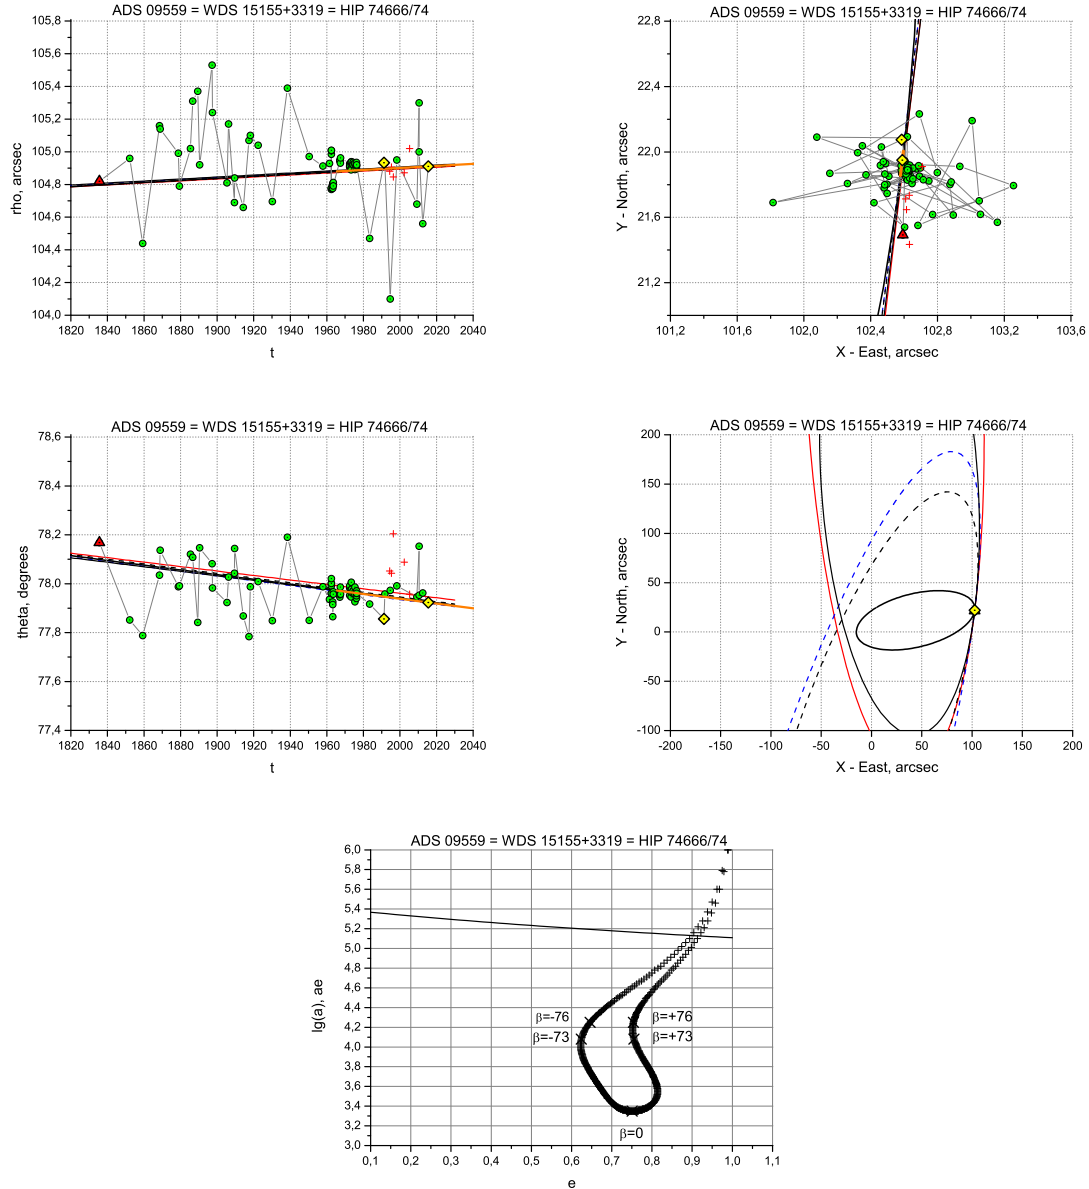 ADS 09559 = WDS 15155+3319 = HIP 74666/74
105,8
105,6
105,4
105,2
105,0
104,8
104,6
104,4
104,2
104,0
rho, arcsec
1820 1840 1860 1880 1900 1920 1940 1960 1980 2000 2020 2040
t
ADS 09559 = WDS 15155+3319 = HIP 74666/74
22,8
22,4
22,0
21,6
21,2
Y - North, arcsec
101,2 101,6 102,0 102,4 102,8 103,2 103,6
X - East, arcsec
ADS 09559 = WDS 15155+3319 = HIP 74666/74
78,6
78,4
78,2
78,0
77,8
77,6
77,4
theta, degrees
1820 1840 1860 1880 1900 1920 1940 1960 1980 2000 2020 2040
t
ADS 09559 = WDS 15155+3319 = HIP 74666/74
200
150
100
50
0
-50
-100
Y - North, arcsec
-200 -150 -100 -50 0 50 100 150 200
X - East, arcsec
ADS 09559 = WDS 15155+3319 = HIP 74666/74
6,0
5,8
5,6
5,4
5,2
5,0
4,8
4,6
4,4
4,2
4,0
3,8
3,6
3,4
3,2
3,0
lg(a), ae
β=-76 β=+76
β=-73 β=+73
β=0
0,1 0,2 0,3 0,4 0,5 0,6 0,7 0,8 0,9 1,0 1,1
e